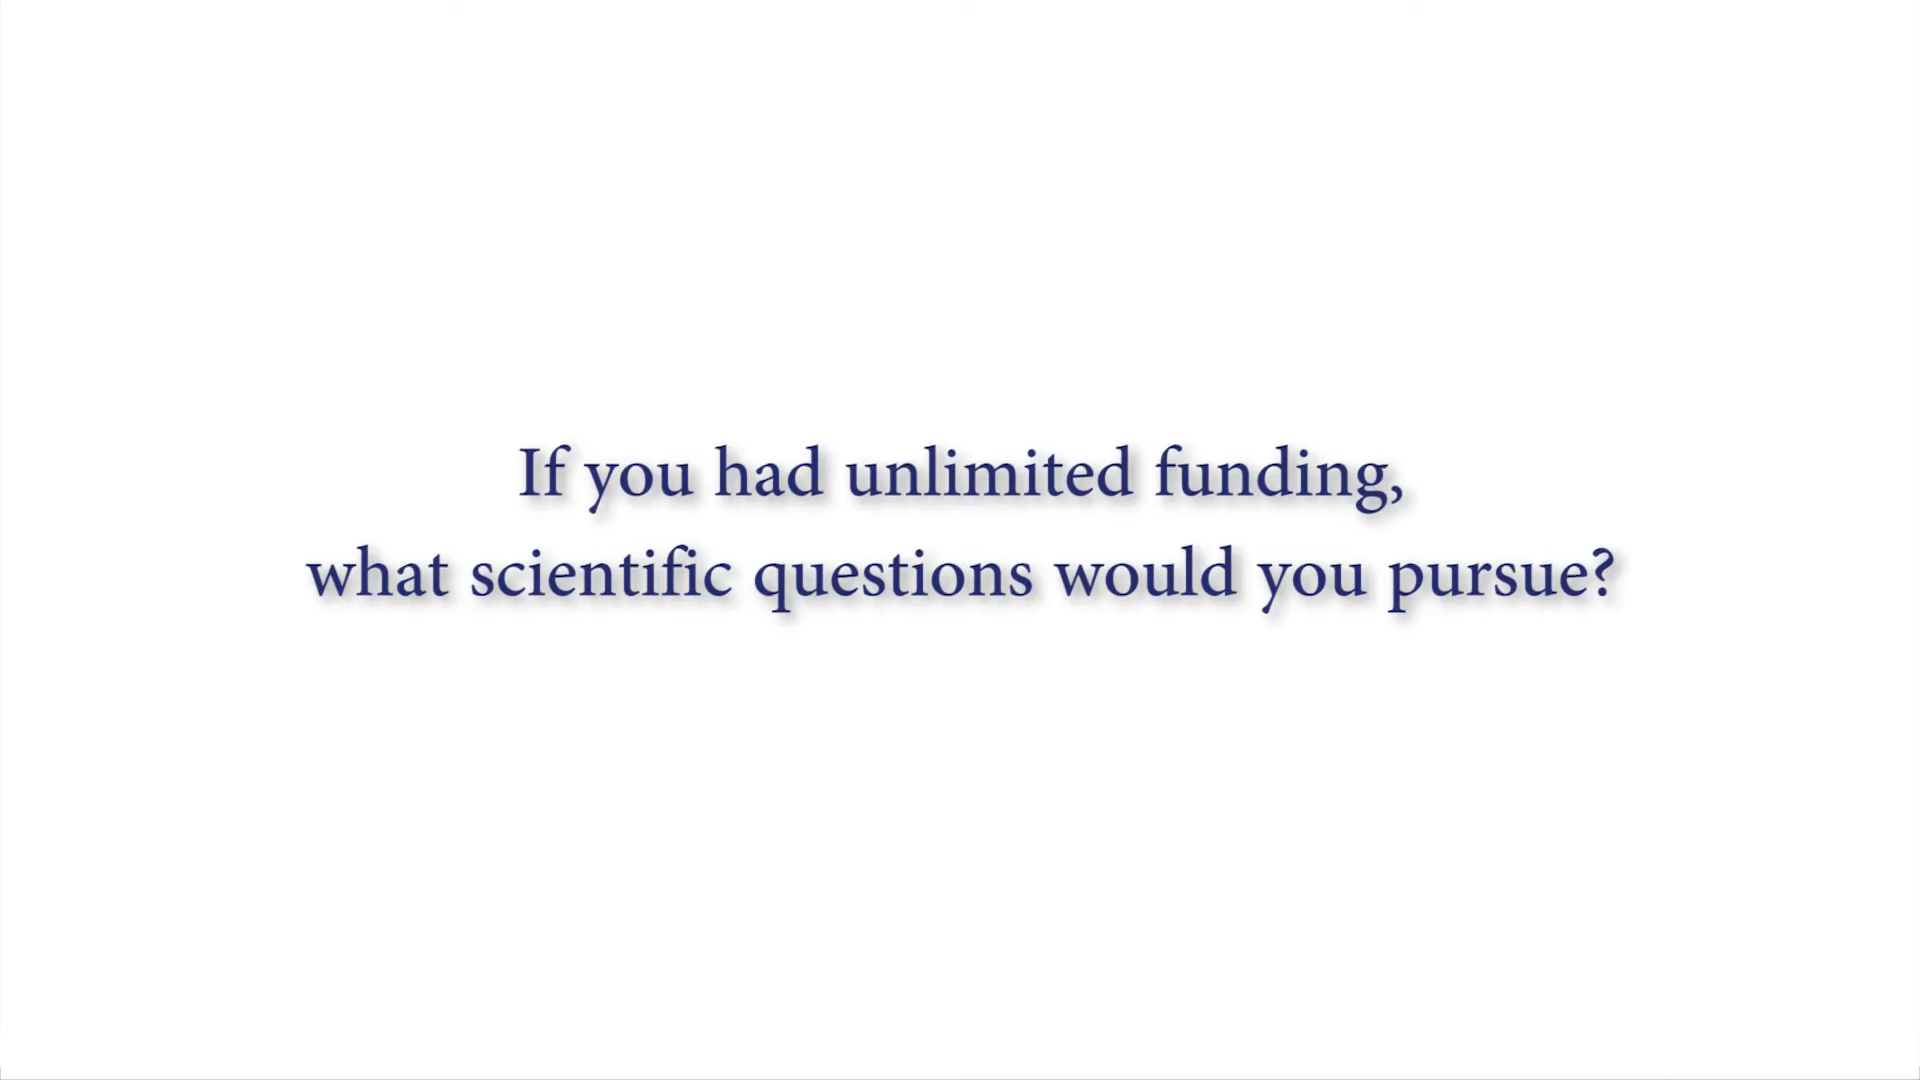 If you had unlimited funding,
what scientific questions would you pursue?